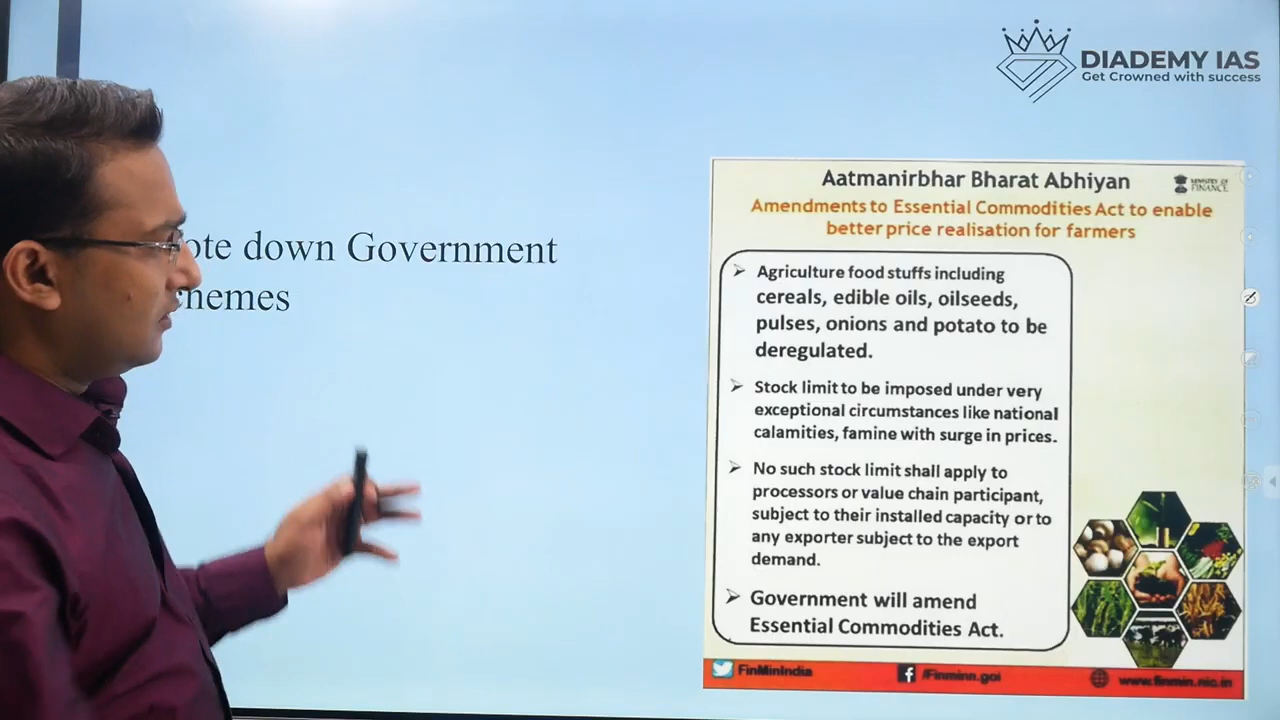 DIADEMY IAS
Get Crowned with success
ote down Government
hemes
Aatmanirbhar Bharat Abhiyan
MINISTRY OF
FINANCE
Amendments to Essential Commodities Act to enable
better price realisation for farmers
Agriculture food stuffs including
cereals, edible oils, oilseeds,
pulses, onions and potato to be
deregulated.
Stock limit to be imposed under very
exceptional circumstances like national
calamities, famine with surge in prices.
No such stock limit shall apply to
processors or value chain participant,
subject to their installed capacity or to
any exporter subject to the export
demand.
Government will amend
Essential Commodities Act.
FinMinIndia
/Finminn.goi
www.finmin.nic.in